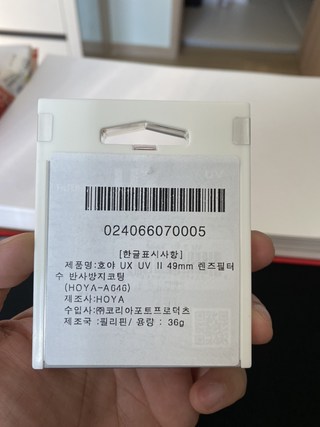 024066070005
[한글표시사항]
제품명:호야 UX UV II 49mm 렌즈필터
수 반사방지코팅
(HOYA-A646)
제조사:HOYA
수입사:㈜코리아포토프로덕츠
제조국 :필리핀/ 용량 : 36g